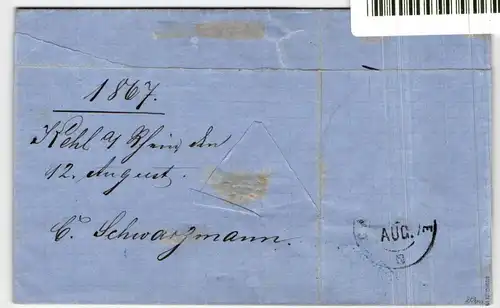 1867.
Kehl a/ Rhein den
12. August.
C. Schwarzmann.
AUG.